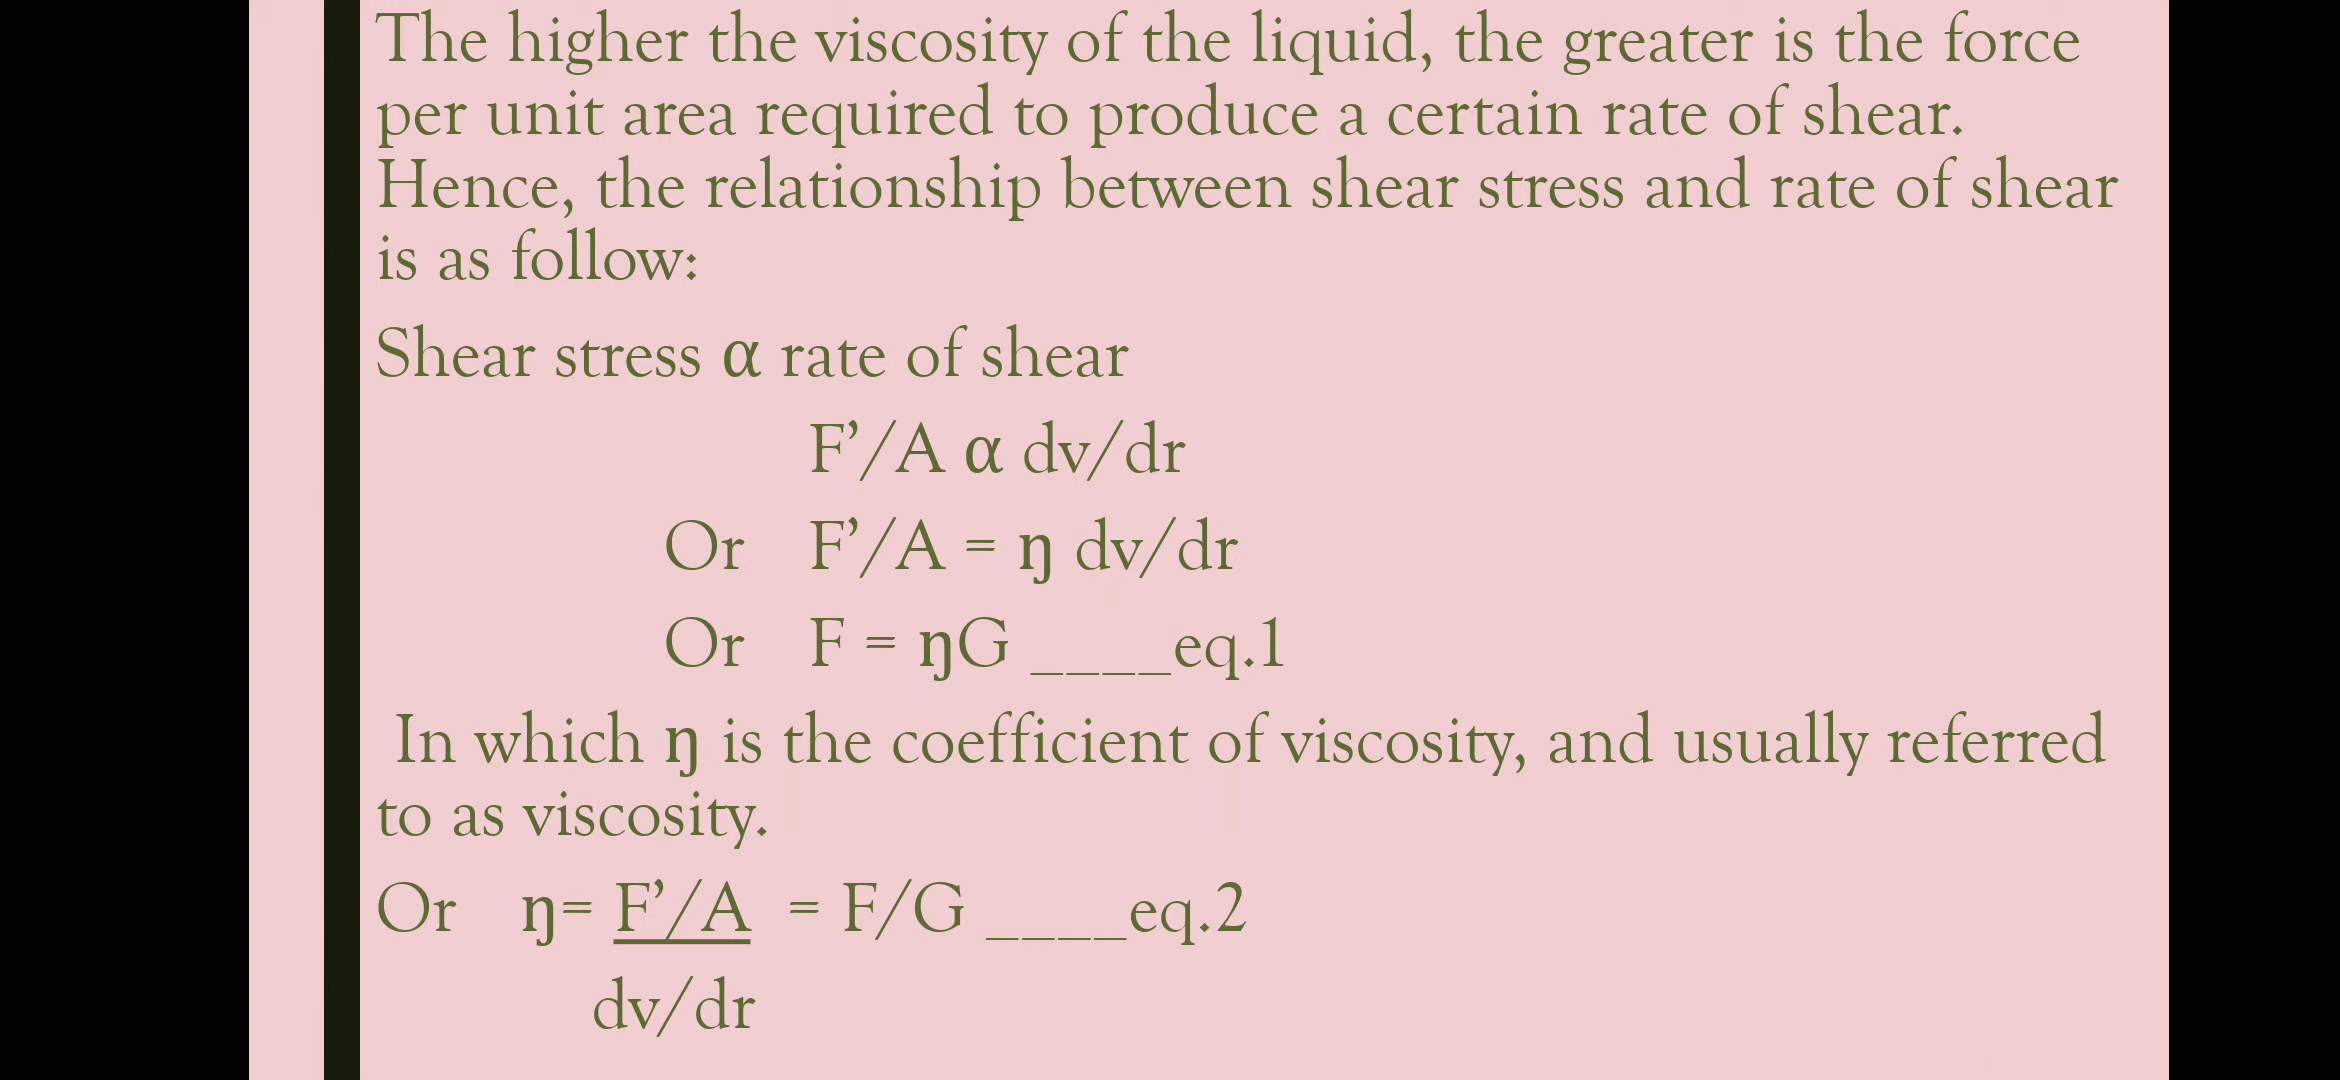 The higher the viscosity of the liquid, the greater is the force
per unit area required to produce a certain rate of shear.
Hence, the relationship between shear stress and rate of shear
is as follow:
Shear stress α rate of shear
F’/A α dv/dr
Or F’/A = ŋ dv/dr
Or F = ŋG ____eq.1
In which ŋ is the coefficient of viscosity, and usually referred
to as viscosity.
Or ŋ= F’/A = F/G ____eq.2
dv/dr